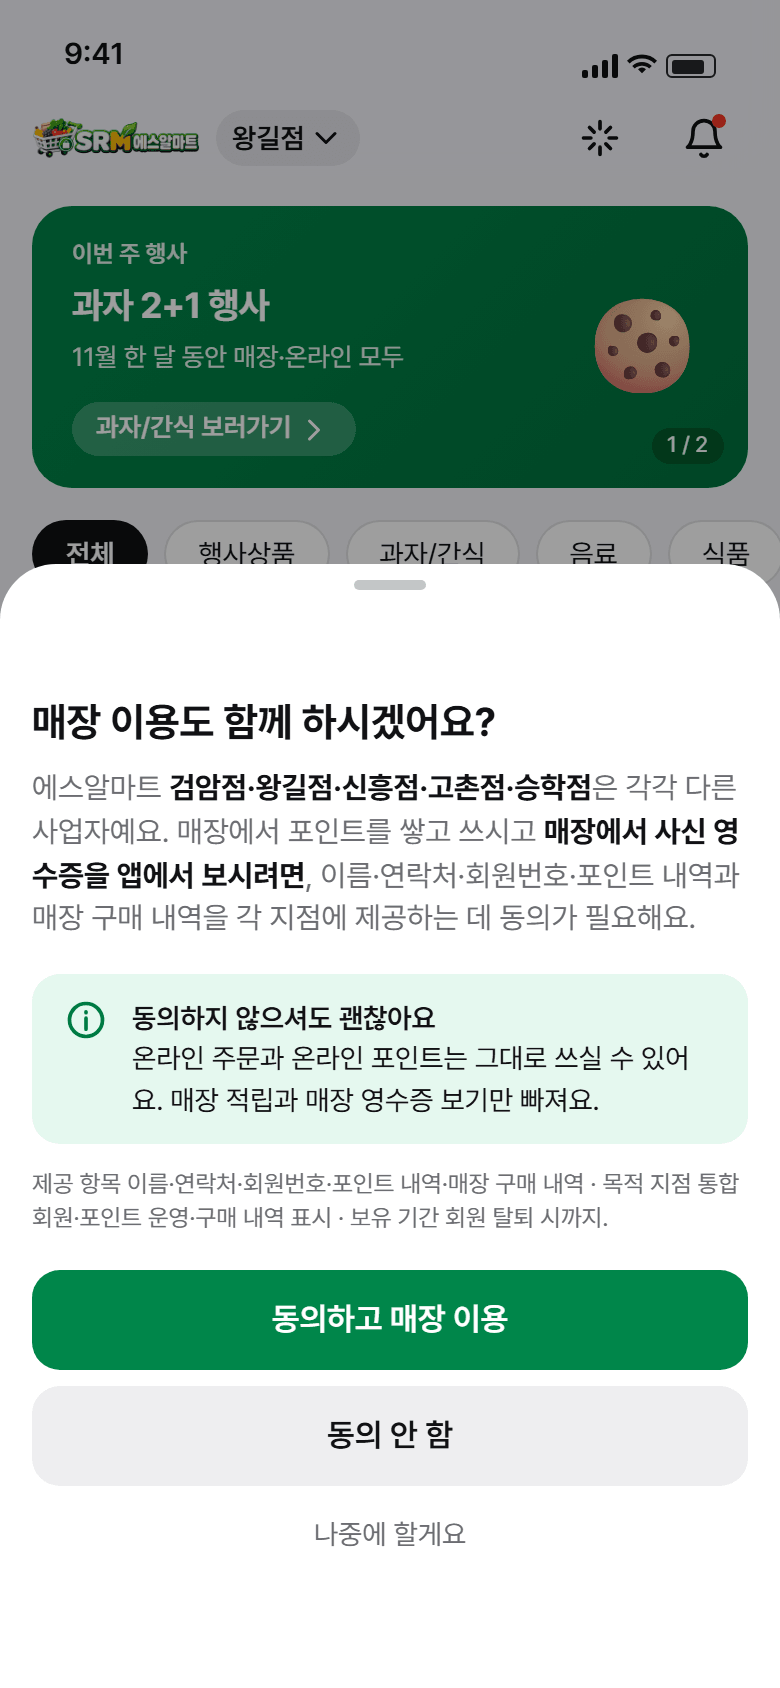 9:41
SRM에스알마트
왕길점
이번 주 행사
과자 2+1 행사
11월 한 달 동안 매장·온라인 모두
과자/간식 보러가기
1 / 2
전체 행사상품 과자/간식 음료 식품
매장 이용도 함께 하시겠어요?
에스알마트 검암점·왕길점·신흥점·고촌점·승학점은 각각 다른
사업자예요. 매장에서 포인트를 쌓고 쓰시고 매장에서 사신 영
수증을 앱에서 보시려면, 이름·연락처·회원번호·포인트 내역과
매장 구매 내역을 각 지점에 제공하는 데 동의가 필요해요.
동의하지 않으셔도 괜찮아요
온라인 주문과 온라인 포인트는 그대로 쓰실 수 있어
요. 매장 적립과 매장 영수증 보기만 빠져요.
제공 항목 이름·연락처·회원번호·포인트 내역·매장 구매 내역 · 목적 지점 통합
회원·포인트 운영·구매 내역 표시 · 보유 기간 회원 탈퇴 시까지.
동의하고 매장 이용
동의 안 함
나중에 할게요